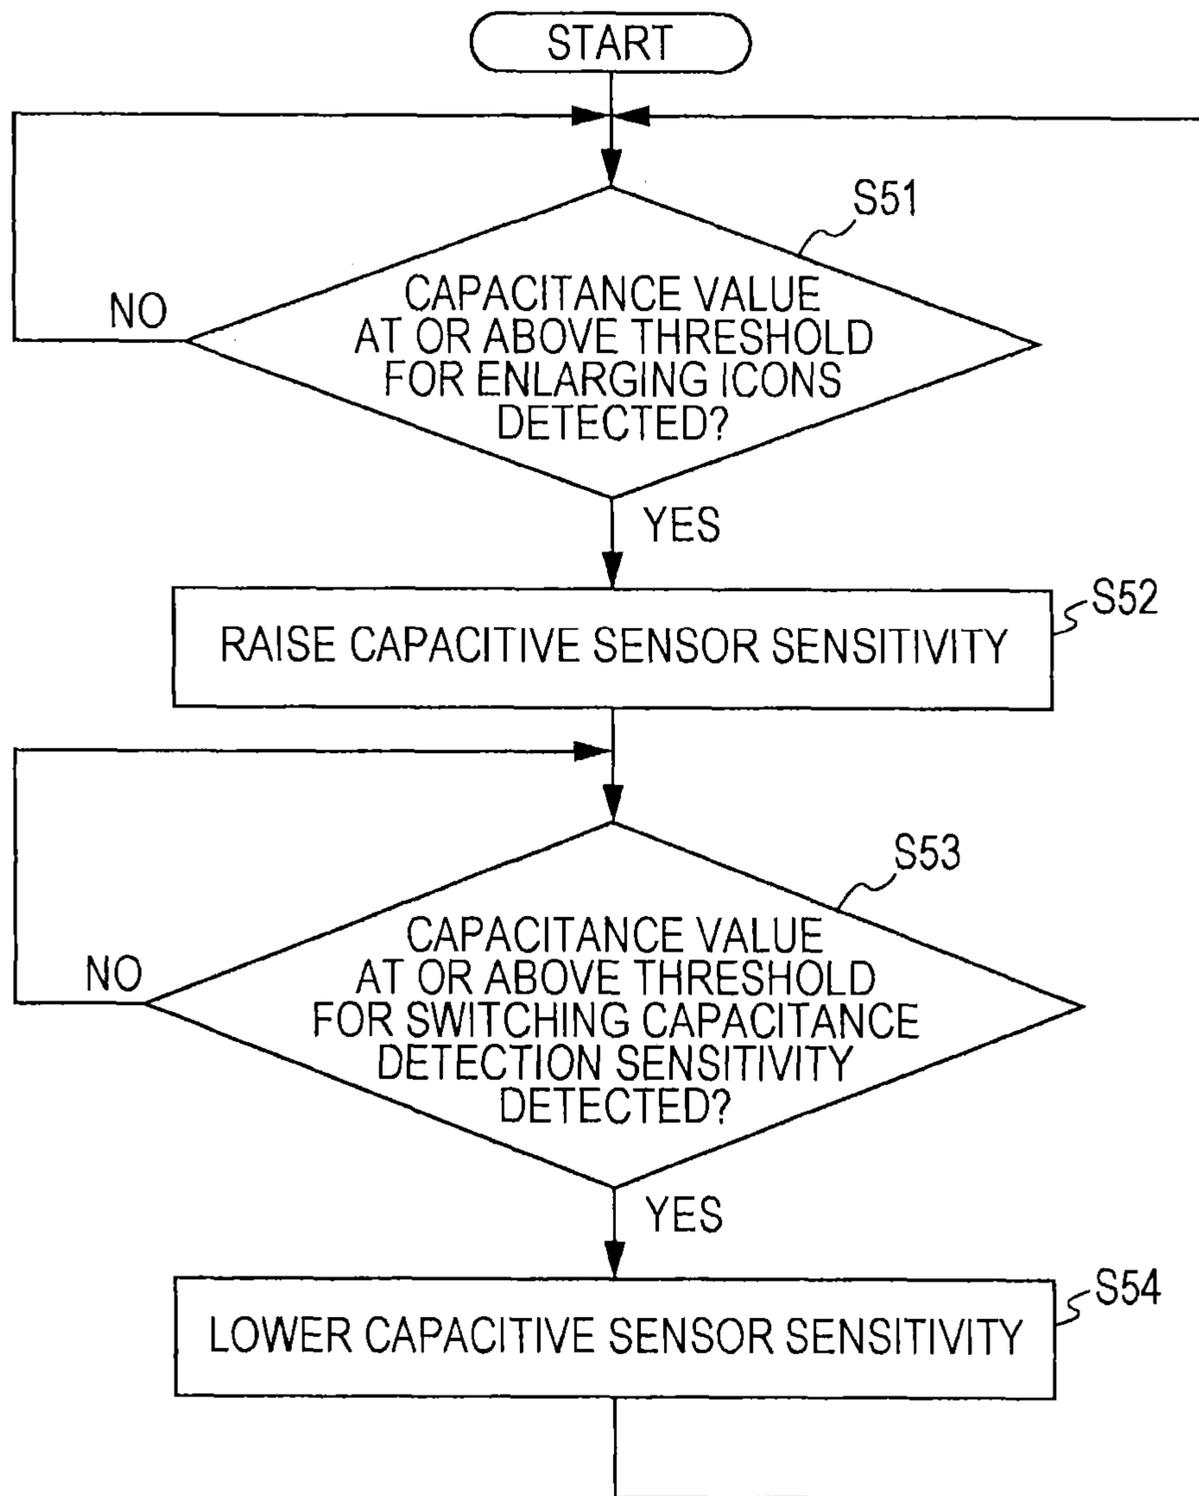 START
S51
CAPACITANCE VALUE
AT OR ABOVE THRESHOLD
FOR ENLARGING ICONS
DETECTED?
NO
YES
S52
RAISE CAPACITIVE SENSOR SENSITIVITY
S53
CAPACITANCE VALUE
AT OR ABOVE THRESHOLD
FOR SWITCHING CAPACITANCE
DETECTION SENSITIVITY
DETECTED?
NO
YES
S54
LOWER CAPACITIVE SENSOR SENSITIVITY